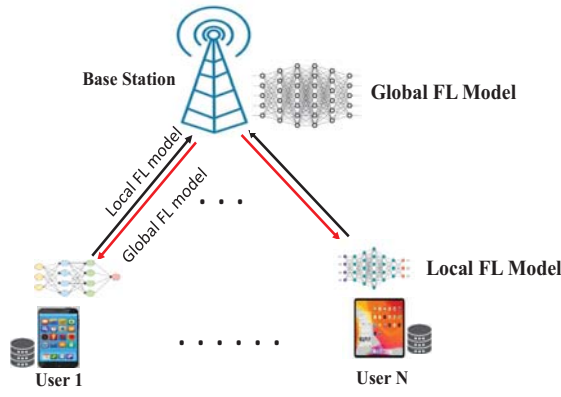 Base Station
Global FL Model
Local FL model
Global FL model
Local FL Model
User 1
User N